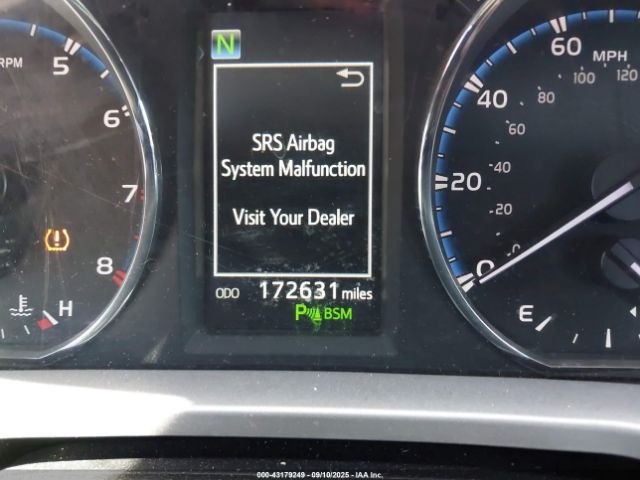 RPM
5
6
7
8
H
N
SRS Airbag
System Malfunction
Visit Your Dealer
ODO 172631 miles
P BSM
60 MPH
100 120
40
80
60
20
40
20
0
0
E
000-43179249 - 09/10/2025 - IAA Inc.